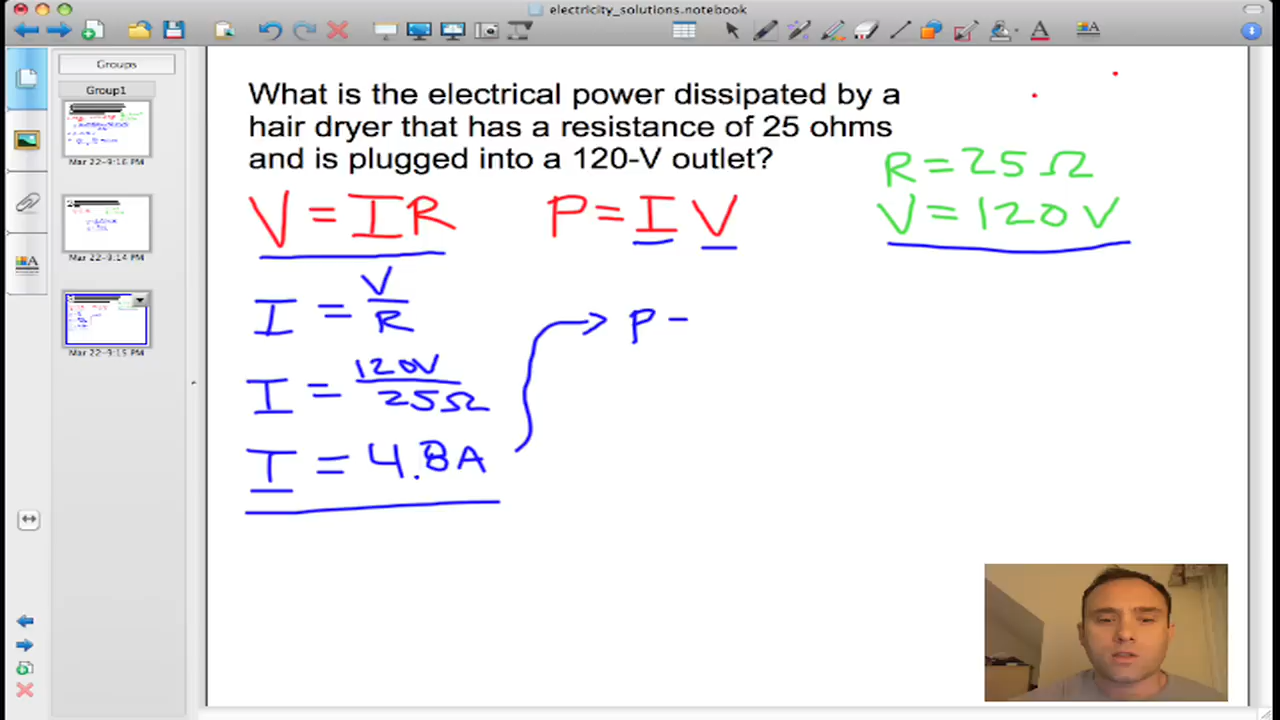 electricity_solutions.notebook
Groups
Group1
Mar 22-9:16 PM
Mar 22-9:14 PM
Mar 22-9:15 PM
What is the electrical power dissipated by a
hair dryer that has a resistance of 25 ohms
and is plugged into a 120-V outlet?
R = 25 Ω
V = 120 V
V = IR
P = IV
I = V/R
I = 120V/25Ω
I = 4.8A
P -